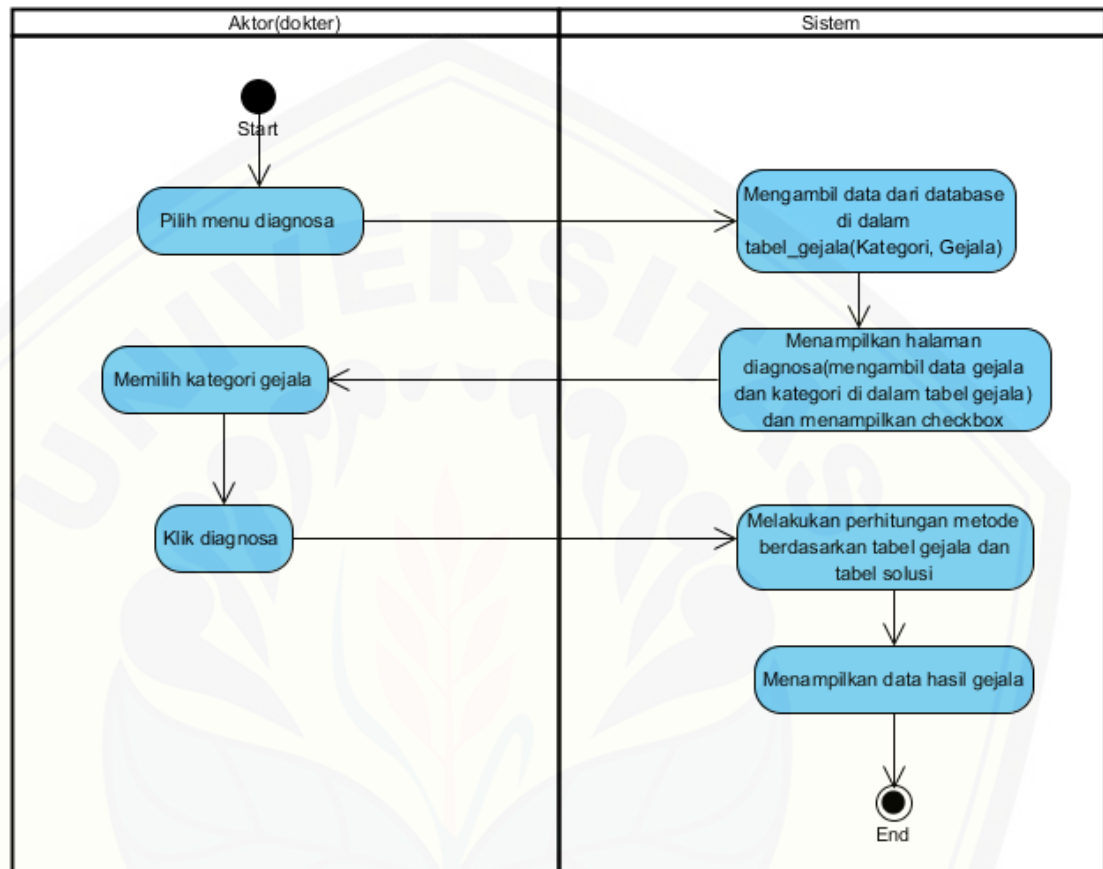 Aktor(dokter)
Sistem
Start
Pilih menu diagnosa
Mengambil data dari database
di dalam
tabel_gejala(Kategori, Gejala)
Menampilkan halaman
diagnosa(mengambil data gejala
dan kategori di dalam tabel gejala)
dan menampilkan checkbox
Memilih kategori gejala
Klik diagnosa
Melakukan perhitungan metode
berdasarkan tabel gejala dan
tabel solusi
Menampilkan data hasil gejala
End
UNIVERSITAS